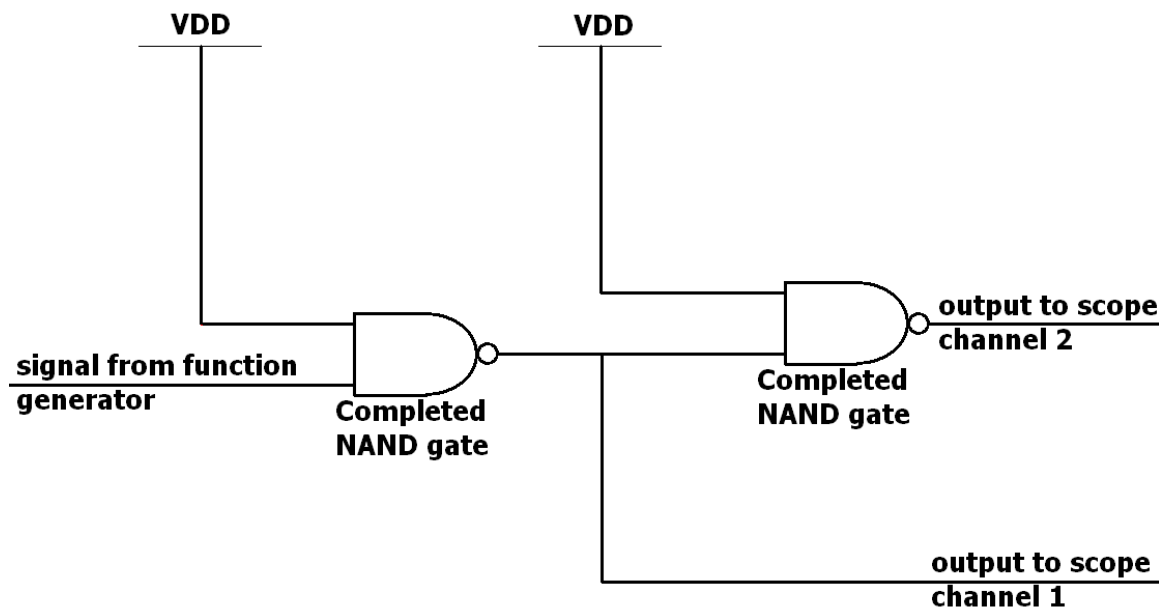 VDD
VDD
signal from function
generator
Completed
NAND gate
output to scope
channel 2
Completed
NAND gate
output to scope
channel 1